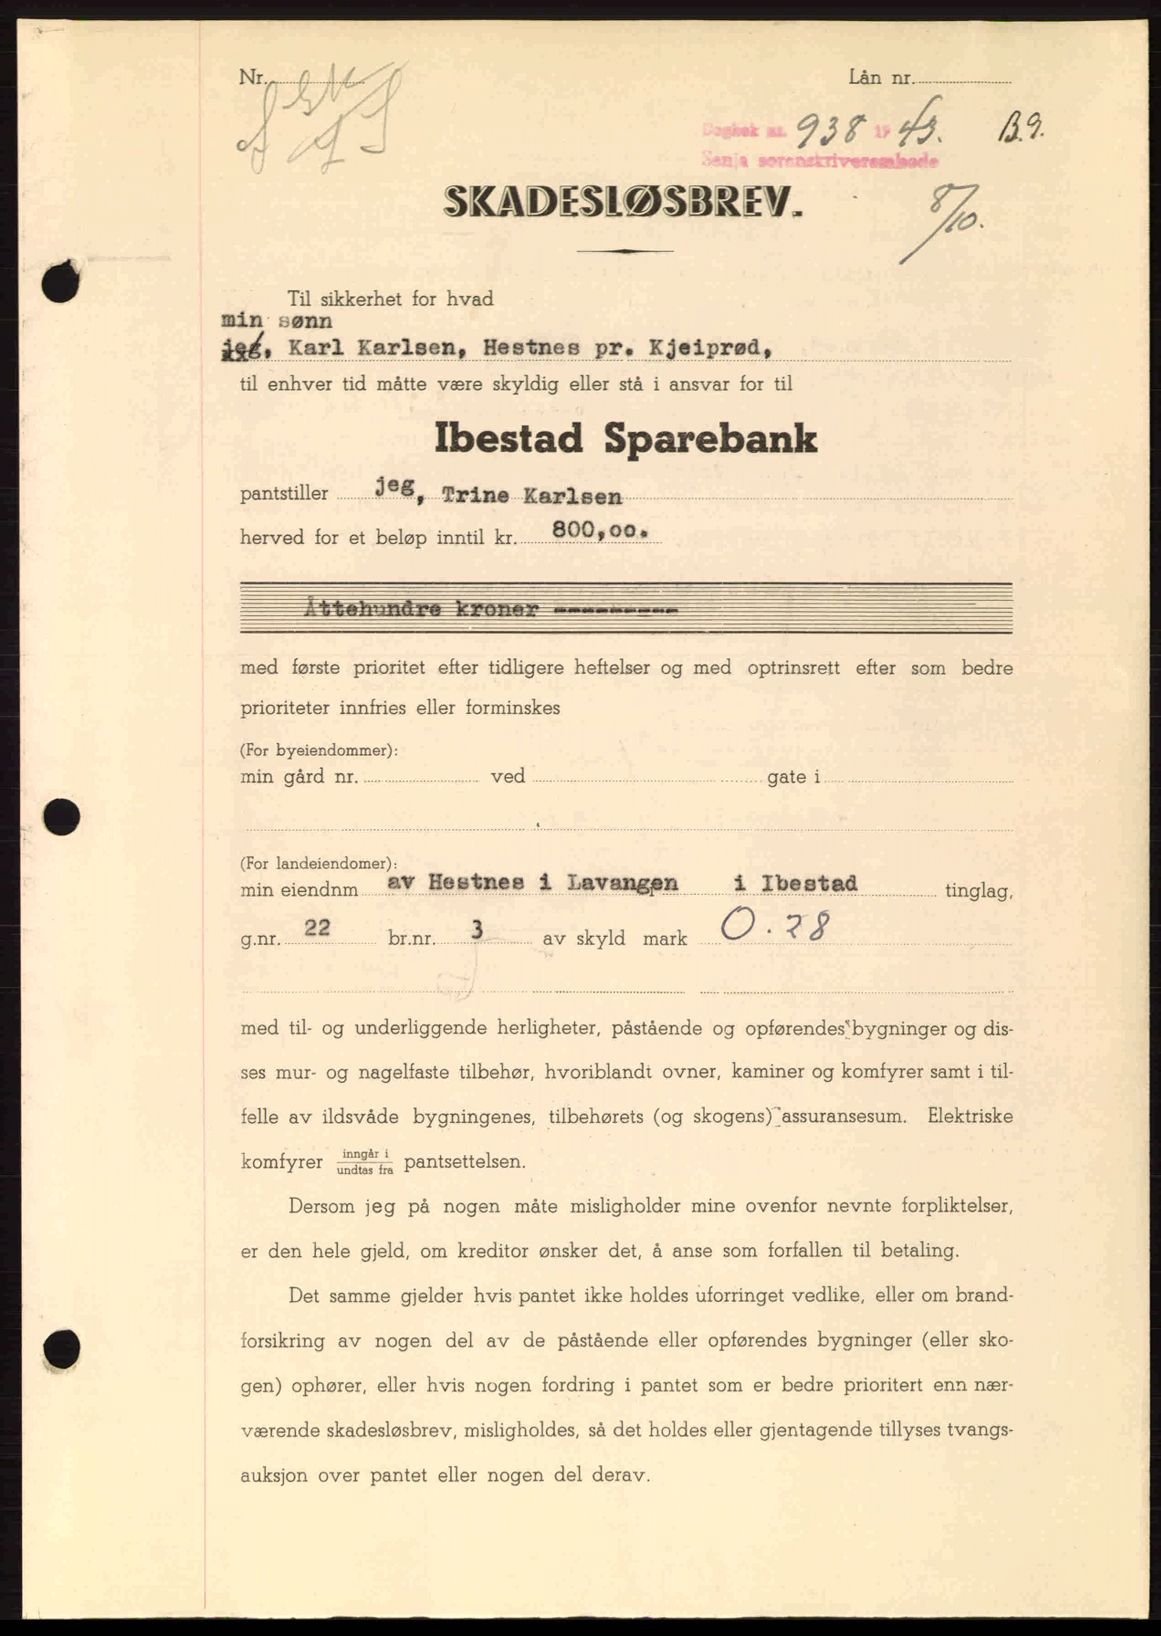 Nr.
Lån nr.
Dagbok nr. 938 19 43. B.9.
Senja sorenskriverembede
8/10.
SKADESLØSBREV.
Til sikkerhet for hvad
min sønn
jeg, Karl Karlsen, Hestnes pr. Kjeiprød,
til enhver tid måtte være skyldig eller stå i ansvar for til
Ibestad Sparebank
pantstiller jeg, Trine Karlsen
herved for et beløp inntil kr. 800,00.
Åttehundre kroner ---------
med første prioritet efter tidligere heftelser og med optrinsrett efter som bedre
prioriteter innfries eller forminskes
(For byeiendommer):
min gård nr. ved gate i
(For landeiendomer):
min eiendnm av Hestnes i Lavangen i Ibestad tinglag,
g.nr. 22 br.nr. 3 av skyld mark 0.28
med til- og underliggende herligheter, påstående og opførendes bygninger og dis-
ses mur- og nagelfaste tilbehør, hvoriblandt ovner, kaminer og komfyrer samt i til-
felle av ildsvåde bygningenes, tilbehørets (og skogens) assuransesum. Elektriske
komfyrer inngår i / undtas fra pantsettelsen.
Dersom jeg på nogen måte misligholder mine ovenfor nevnte forpliktelser,
er den hele gjeld, om kreditor ønsker det, å anse som forfallen til betaling.
Det samme gjelder hvis pantet ikke holdes uforringet vedlike, eller om brand-
forsikring av nogen del av de påstående eller opførendes bygninger (eller sko-
gen) ophører, eller hvis nogen fordring i pantet som er bedre prioritert enn nær-
værende skadesløsbrev, misligholdes, så det holdes eller gjentagende tillyses tvangs-
auksjon over pantet eller nogen del derav.